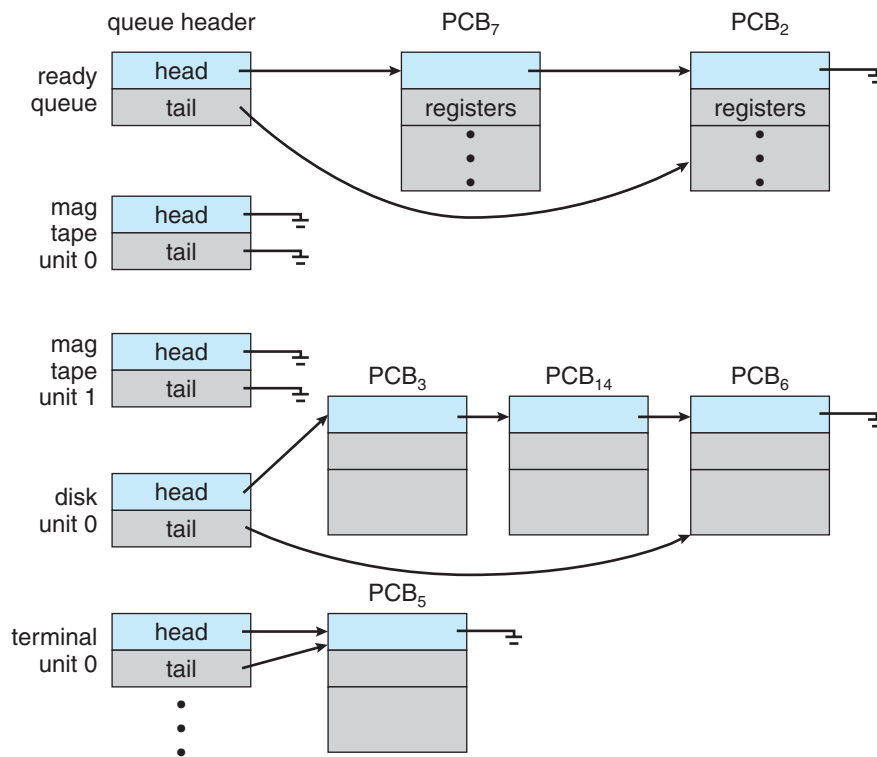 queue header
PCB₇
PCB₂
ready
queue
head
tail
registers
registers
mag
tape
unit 0
head
tail
mag
tape
unit 1
head
tail
PCB₃
PCB₁₄
PCB₆
disk
unit 0
head
tail
PCB₅
terminal
unit 0
head
tail